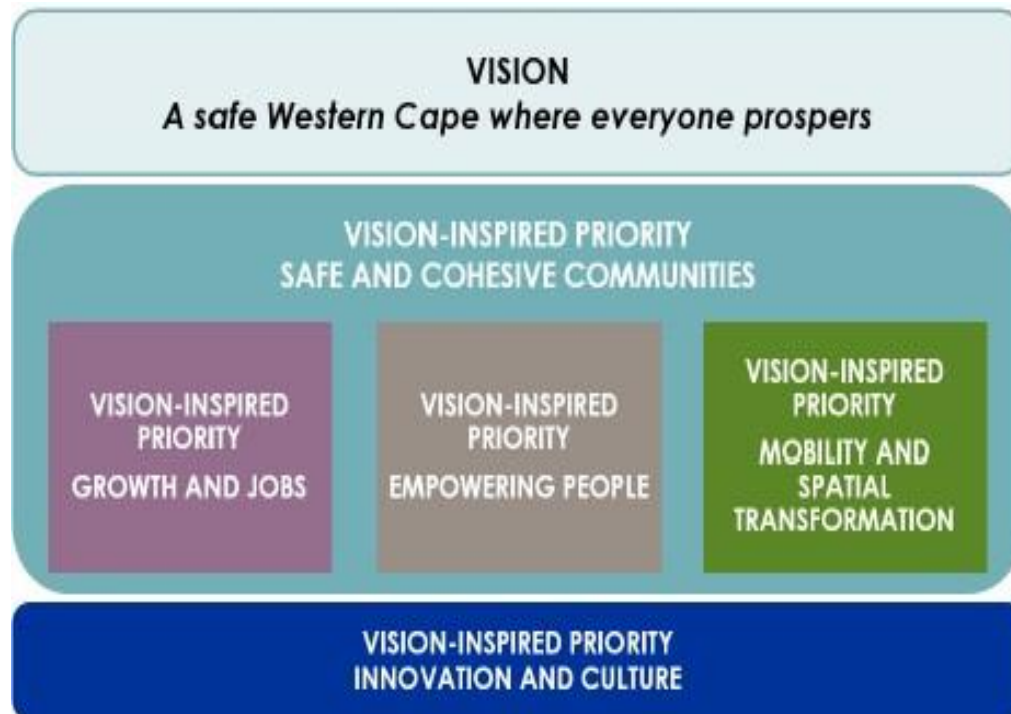 VISION
A safe Western Cape where everyone prospers
VISION-INSPIRED PRIORITY
SAFE AND COHESIVE COMMUNITIES
VISION-INSPIRED
PRIORITY
GROWTH AND JOBS
VISION-INSPIRED
PRIORITY
EMPOWERING PEOPLE
VISION-INSPIRED
PRIORITY
MOBILITY AND
SPATIAL
TRANSFORMATION
VISION-INSPIRED PRIORITY
INNOVATION AND CULTURE